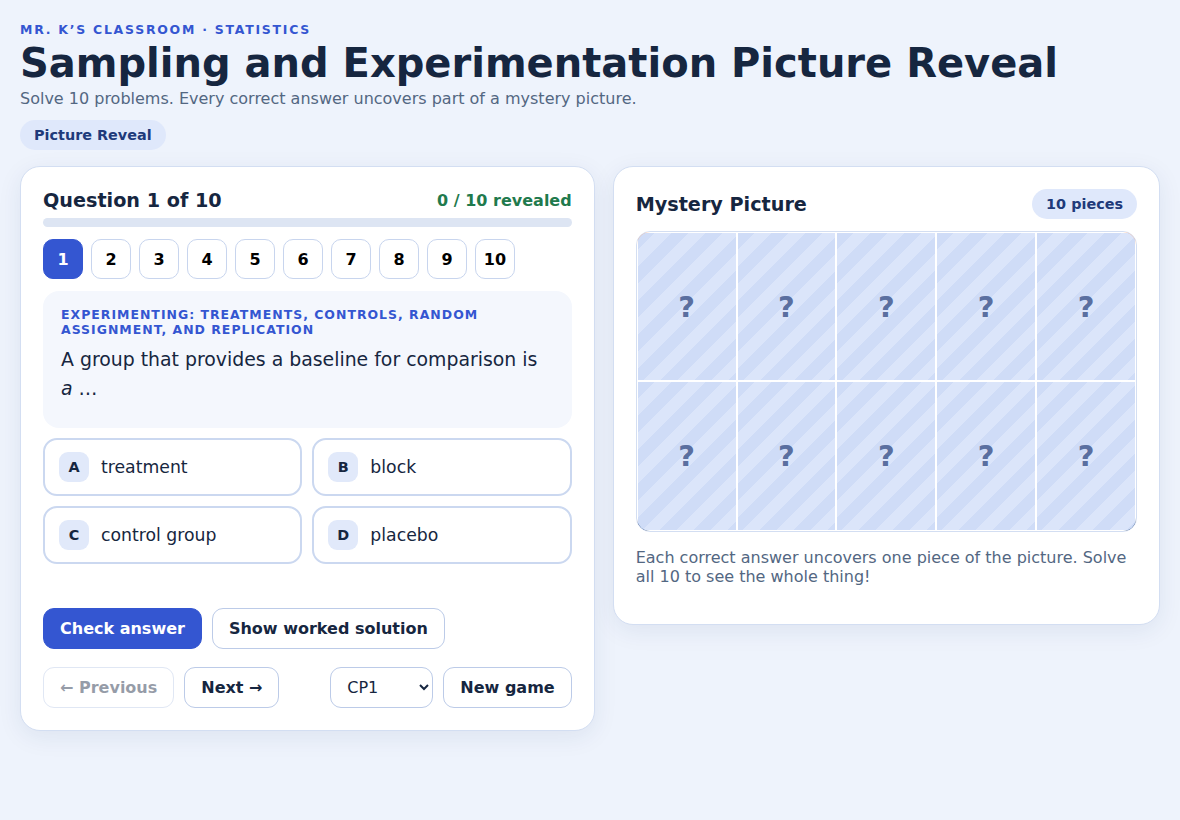 MR. K’S CLASSROOM · STATISTICS
Sampling and Experimentation Picture Reveal
Solve 10 problems. Every correct answer uncovers part of a mystery picture.
Picture Reveal
Question 1 of 10
0 / 10 revealed
1 2 3 4 5 6 7 8 9 10
EXPERIMENTING: TREATMENTS, CONTROLS, RANDOM
ASSIGNMENT, AND REPLICATION
A group that provides a baseline for comparison is
a …
A treatment
B block
C control group
D placebo
Check answer
Show worked solution
← Previous
Next →
CP1
New game
Mystery Picture
10 pieces
? ? ? ? ?
? ? ? ? ?
Each correct answer uncovers one piece of the picture. Solve
all 10 to see the whole thing!